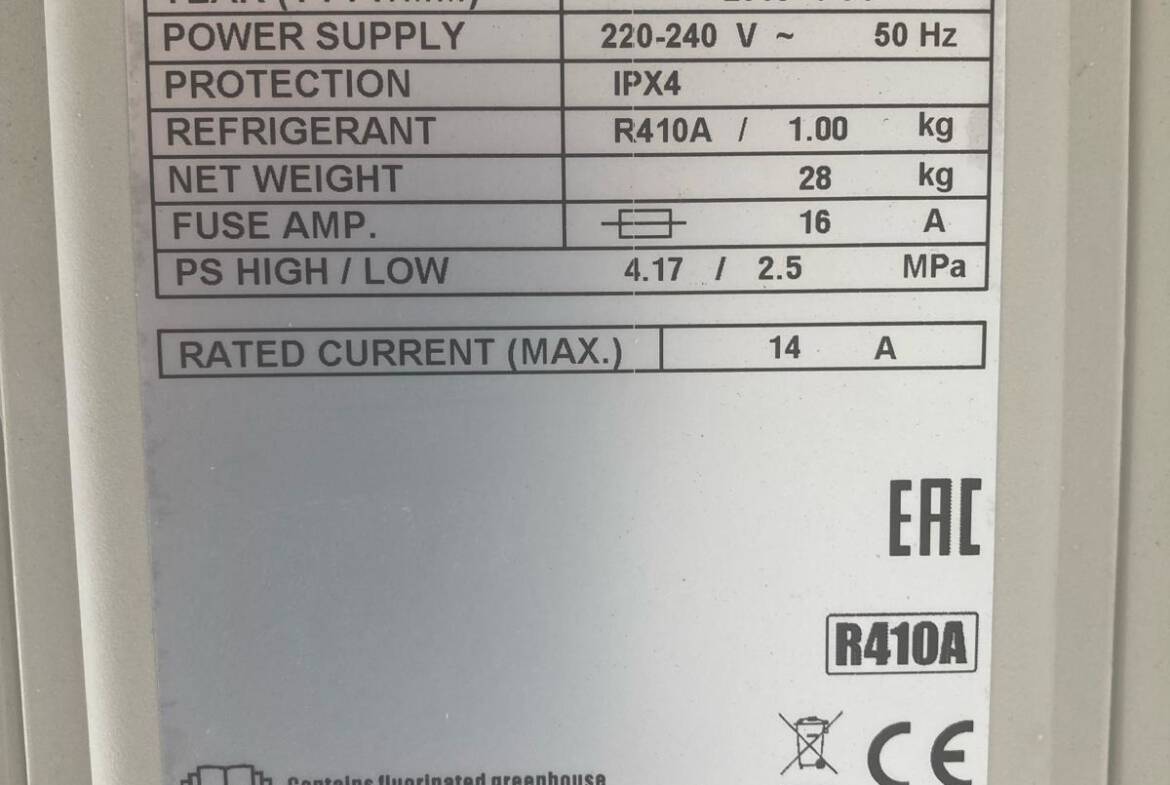 POWER SUPPLY 220-240 V ~ 50 Hz
PROTECTION IPX4
REFRIGERANT R410A / 1.00 kg
NET WEIGHT 28 kg
FUSE AMP. 16 A
PS HIGH / LOW 4.17 / 2.5 MPa
RATED CURRENT (MAX.) 14 A
EAC
R410A
CE
Contains fluorinated greenhouse